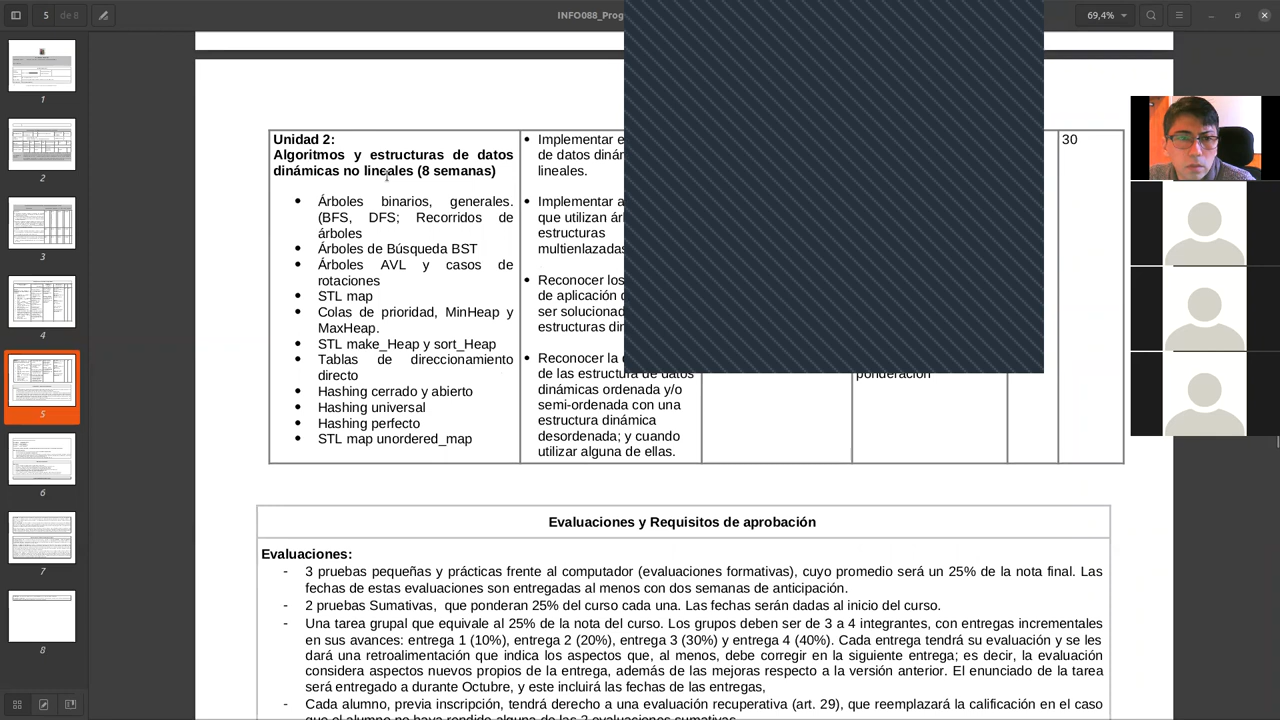 5 de 8
INFO088_Prog
69,4%
1
2
3
4
5
6
7
8
Unidad 2:
Algoritmos y estructuras de datos
dinámicas no lineales (8 semanas)
• Árboles binarios, generales.
(BFS, DFS; Recorridos de
árboles
• Árboles de Búsqueda BST
• Árboles AVL y casos de
rotaciones
• STL map
• Colas de prioridad, MinHeap y
MaxHeap.
• STL make_Heap y sort_Heap
• Tablas de direccionamiento
directo
• Hashing cerrado y abierto
• Hashing universal
• Hashing perfecto
• STL map unordered_map
• Implementar
de datos
lineales.
• Implementar
que utilizan
estructuras
multienlazadas
• Reconocer los
de aplicación
ser
estructuras
• Reconocer la
de las estructura de datos
dinámicas ordenada y/o
semi-ordenada con una
estructura dinámica
desordenada; y cuando
utilizar alguna de ellas.
ponderación
30
Evaluaciones y Requisitos de aprobación
Evaluaciones:
- 3 pruebas pequeñas y prácticas frente al computador (evaluaciones formativas), cuyo promedio será un 25% de la nota final. Las
fechas de estas evaluaciones son entregadas al menos con dos semanas de anticipación.
- 2 pruebas Sumativas, que ponderan 25% del curso cada una. Las fechas serán dadas al inicio del curso.
- Una tarea grupal que equivale al 25% de la nota del curso. Los grupos deben ser de 3 a 4 integrantes, con entregas incrementales
en sus avances: entrega 1 (10%), entrega 2 (20%), entrega 3 (30%) y entrega 4 (40%). Cada entrega tendrá su evaluación y se les
dará una retroalimentación que indica los aspectos que, al menos, debe corregir en la siguiente entrega; es decir, la evaluación
considera aspectos nuevos propios de la entrega, además de las mejoras respecto a la versión anterior. El enunciado de la tarea
será entregado a durante Octubre, y este incluirá las fechas de las entregas,
- Cada alumno, previa inscripción, tendrá derecho a una evaluación recuperativa (art. 29), que reemplazará la calificación en el caso
que el alumno no haya rendido alguna de las 2 evaluaciones sumativas.